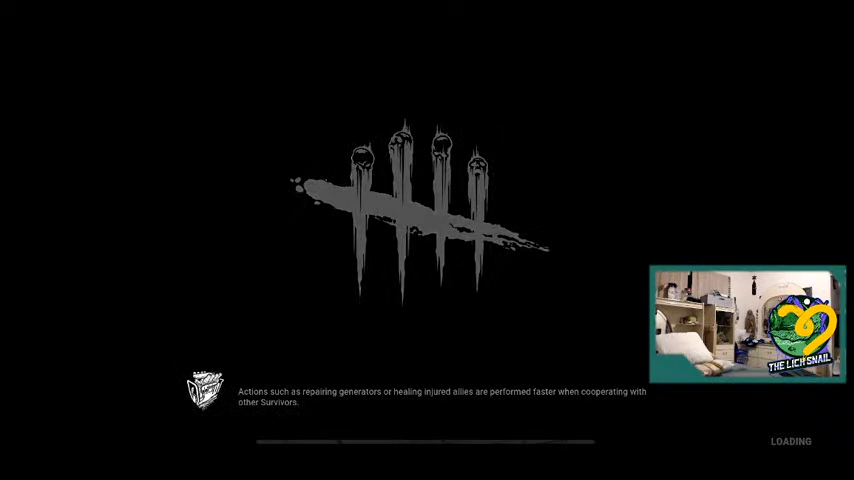 THE LICH SNAIL
Actions such as repairing generators or healing injured allies are performed faster when cooperating with
other Survivors.
LOADING